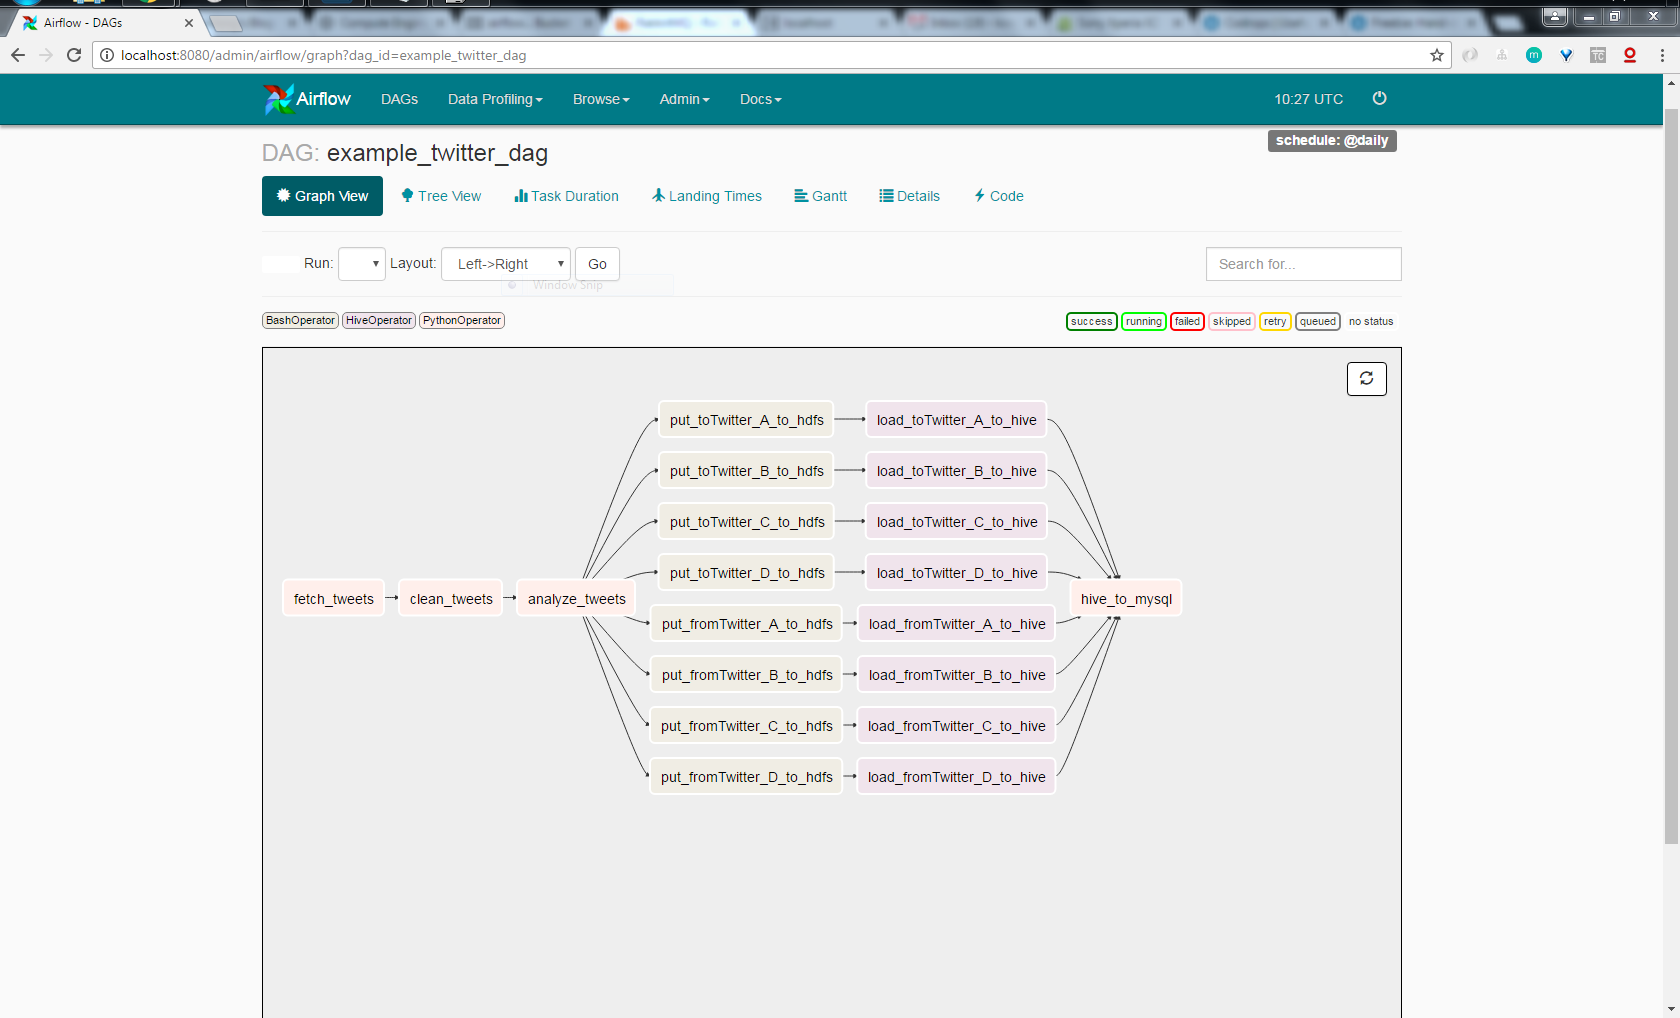 Airflow - DAGs
localhost:8080/admin/airflow/graph?dag_id=example_twitter_dag
Airflow DAGs Data Profiling Browse Admin Docs 10:27 UTC
schedule: @daily
DAG: example_twitter_dag
Graph View Tree View Task Duration Landing Times Gantt Details Code
Run: Layout: Left->Right Go Search for...
Window Snip
BashOperator HiveOperator PythonOperator success running failed skipped retry queued no status
put_toTwitter_A_to_hdfs load_toTwitter_A_to_hive
put_toTwitter_B_to_hdfs load_toTwitter_B_to_hive
put_toTwitter_C_to_hdfs load_toTwitter_C_to_hive
put_toTwitter_D_to_hdfs load_toTwitter_D_to_hive
fetch_tweets clean_tweets analyze_tweets hive_to_mysql
put_fromTwitter_A_to_hdfs load_fromTwitter_A_to_hive
put_fromTwitter_B_to_hdfs load_fromTwitter_B_to_hive
put_fromTwitter_C_to_hdfs load_fromTwitter_C_to_hive
put_fromTwitter_D_to_hdfs load_fromTwitter_D_to_hive